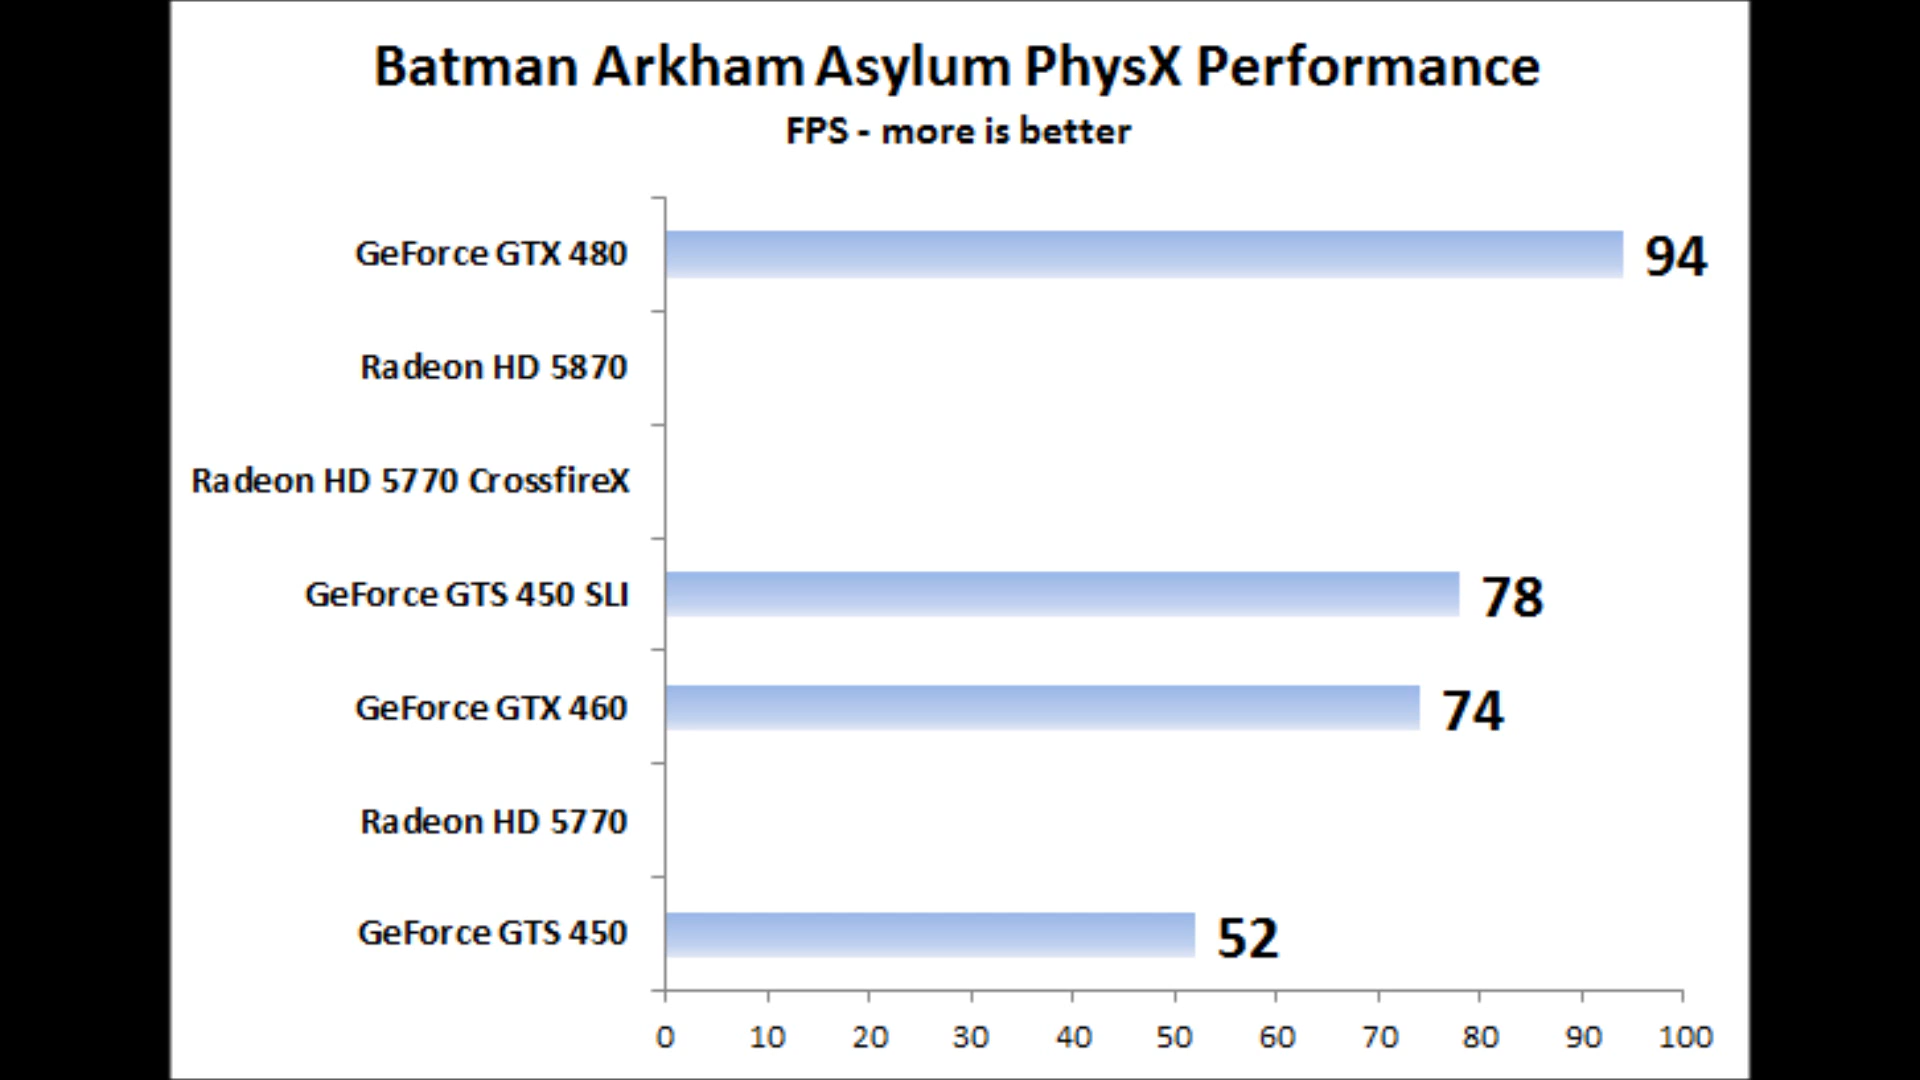 Batman Arkham Asylum PhysX Performance
FPS - more is better
GeForce GTX 480
94
Radeon HD 5870
Radeon HD 5770 CrossfireX
GeForce GTS 450 SLI
78
GeForce GTX 460
74
Radeon HD 5770
GeForce GTS 450
52
0 10 20 30 40 50 60 70 80 90 100